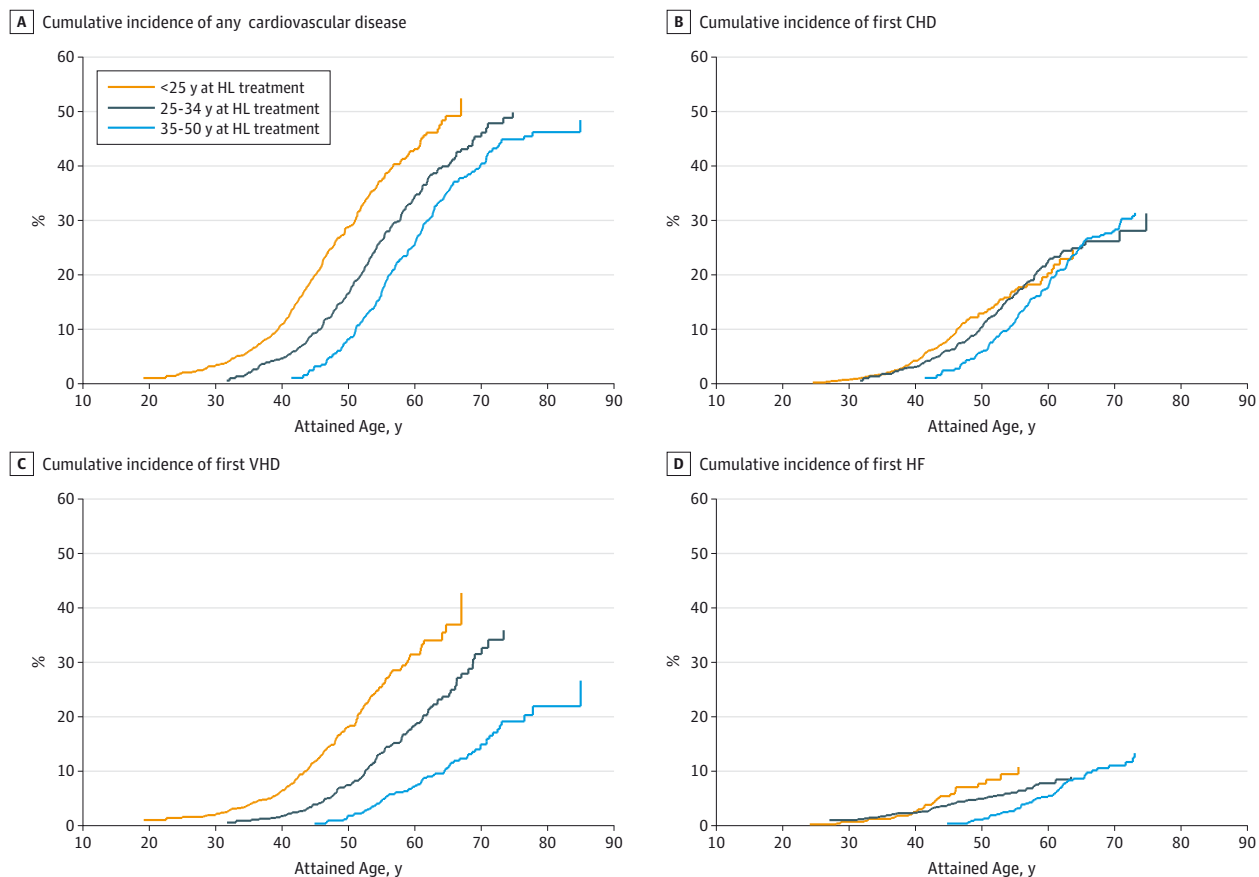 A Cumulative incidence of any cardiovascular disease
60
50
40
30
20
10
0
%
<25 y at HL treatment
25-34 y at HL treatment
35-50 y at HL treatment
10 20 30 40 50 60 70 80 90
Attained Age, y
B Cumulative incidence of first CHD
60
50
40
30
20
10
0
%
10 20 30 40 50 60 70 80 90
Attained Age, y
C Cumulative incidence of first VHD
60
50
40
30
20
10
0
%
10 20 30 40 50 60 70 80 90
Attained Age, y
D Cumulative incidence of first HF
60
50
40
30
20
10
0
%
10 20 30 40 50 60 70 80 90
Attained Age, y